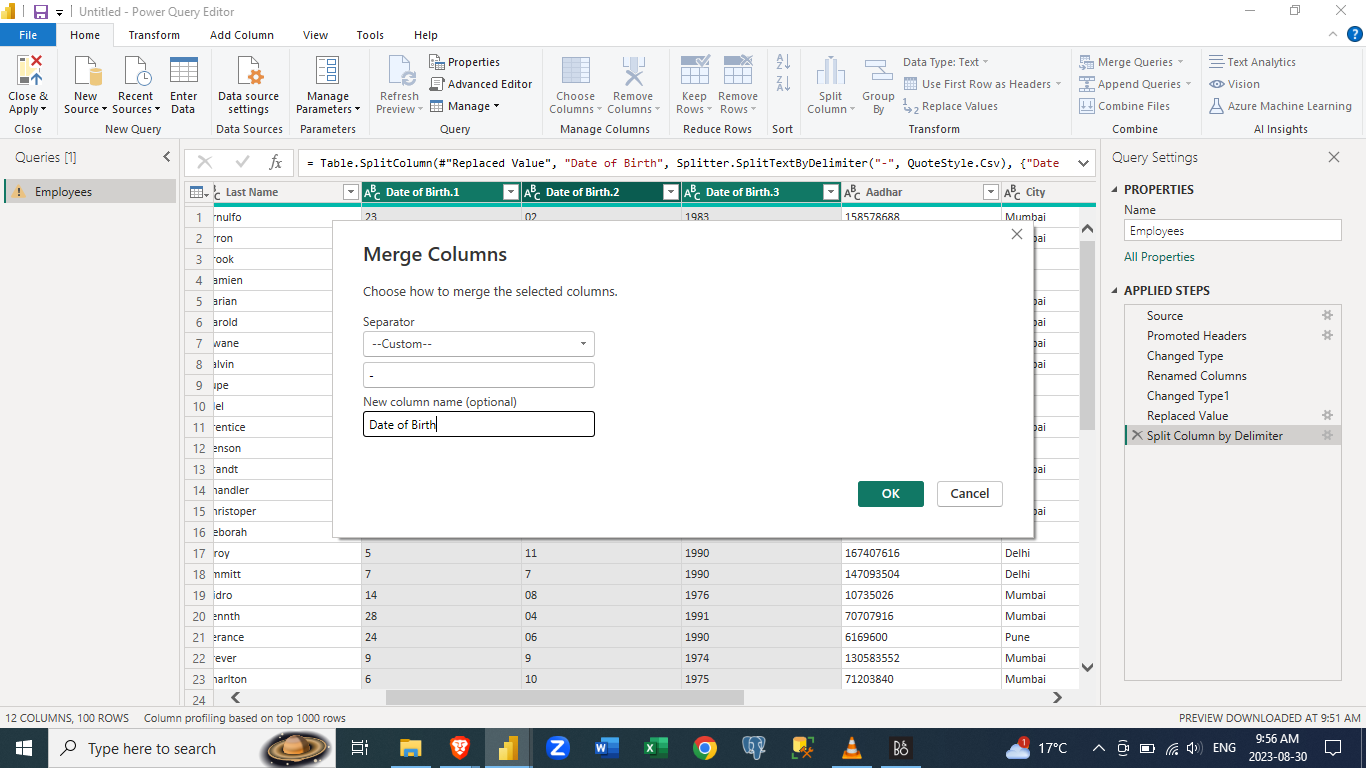 Untitled - Power Query Editor
File Home Transform Add Column View Tools Help
Close & Apply
Close
New Source
Recent Sources
Enter Data
New Query
Data source settings
Data Sources
Manage Parameters
Parameters
Refresh Preview
Properties
Advanced Editor
Manage
Query
Choose Columns
Remove Columns
Manage Columns
Keep Rows
Remove Rows
Reduce Rows
Sort
Split Column
Group By
Data Type: Text
Use First Row as Headers
Replace Values
Transform
Merge Queries
Append Queries
Combine Files
Combine
Text Analytics
Vision
Azure Machine Learning
AI Insights
Queries [1]
Employees
= Table.SplitColumn(#"Replaced Value", "Date of Birth", Splitter.SplitTextByDelimiter("-", QuoteStyle.Csv), {"Date
Last Name Date of Birth.1 Date of Birth.2 Date of Birth.3 Aadhar City
1 rnulfo 23 02 1983 158578688 Mumbai
2 rron bai
3 rook
4 amien
5 arian bai
6 arold bai
7 wane bai
8 alvin bai
9 upe
10 del
11 rentice bai
12 enson
13 randt bai
14 handler
15 hristoper bai
16 eborah
17 roy 5 11 1990 167407616 Delhi
18 mmitt 7 7 1990 147093504 Delhi
19 idro 14 08 1976 10735026 Mumbai
20 ennth 28 04 1991 70707916 Mumbai
21 erance 24 06 1990 6169600 Pune
22 rever 9 9 1974 130583552 Mumbai
23 harlton 6 10 1975 71203840 Mumbai
24
Merge Columns
Choose how to merge the selected columns.
Separator
--Custom--
-
New column name (optional)
Date of Birth
OK Cancel
Query Settings
PROPERTIES
Name
Employees
All Properties
APPLIED STEPS
Source
Promoted Headers
Changed Type
Renamed Columns
Changed Type1
Replaced Value
Split Column by Delimiter
12 COLUMNS, 100 ROWS Column profiling based on top 1000 rows PREVIEW DOWNLOADED AT 9:51 AM
Type here to search
1 17°C ENG 9:56 AM
2023-08-30